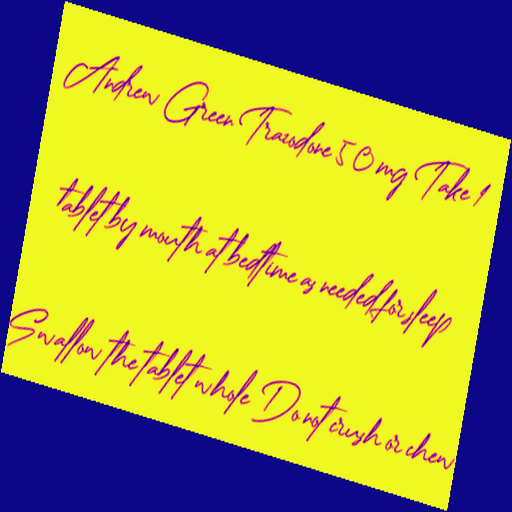 Andrew Green Trazodone 50 mg Take 1
tablet by mouth at bedtime as needed for sleep
Swallow the tablet whole Do not crush or chew